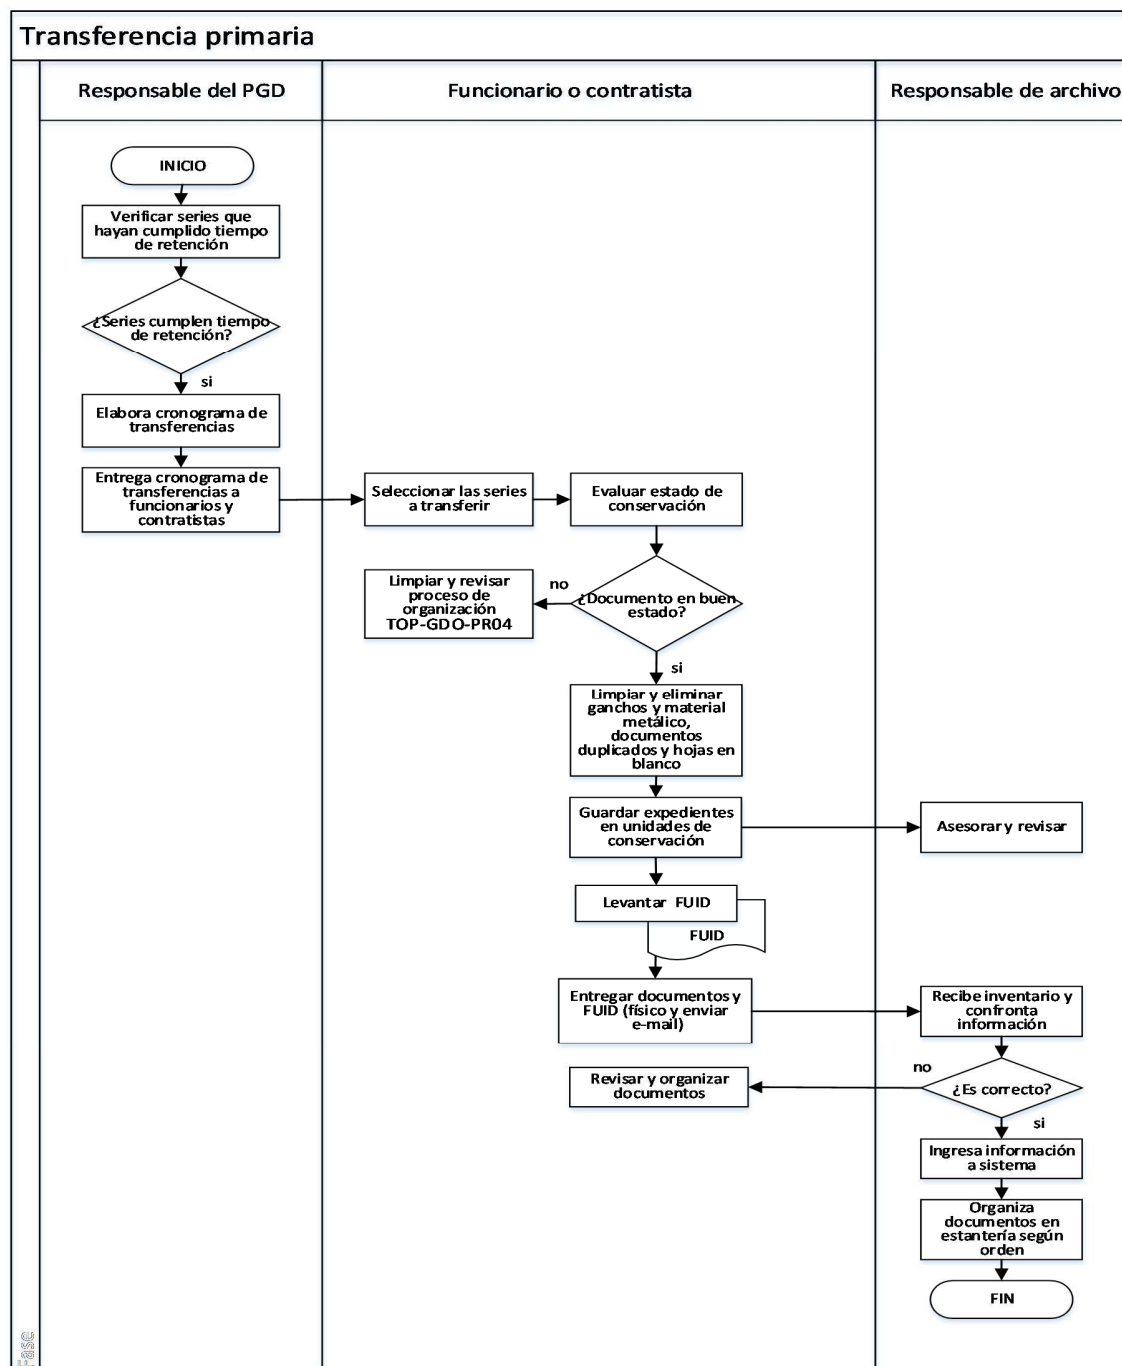 Transferencia primaria
Responsable del PGD
Funcionario o contratista
Responsable de archivo
INICIO
Verificar series que
hayan cumplido tiempo
de retención
¿Series cumplen tiempo
de retención?
si
Elabora cronograma de
transferencias
Entrega cronograma de
transferencias a
funcionarios y
contratistas
Seleccionar las series
a transferir
Evaluar estado de
conservación
¿Documento en buen
estado?
no
Limpiar y revisar
proceso de
organización
TOP-GDO-PR04
si
Limpiar y eliminar
ganchos y material
metálico,
documentos
duplicados y hojas en
blanco
Guardar expedientes
en unidades de
conservación
Asesorar y revisar
Levantar FUID
FUID
Entregar documentos y
FUID (físico y enviar
e-mail)
Recibe inventario y
confronta
información
¿Es correcto?
no
Revisar y organizar
documentos
si
Ingresa información
a sistema
Organiza
documentos en
estantería según
orden
FIN
Fase